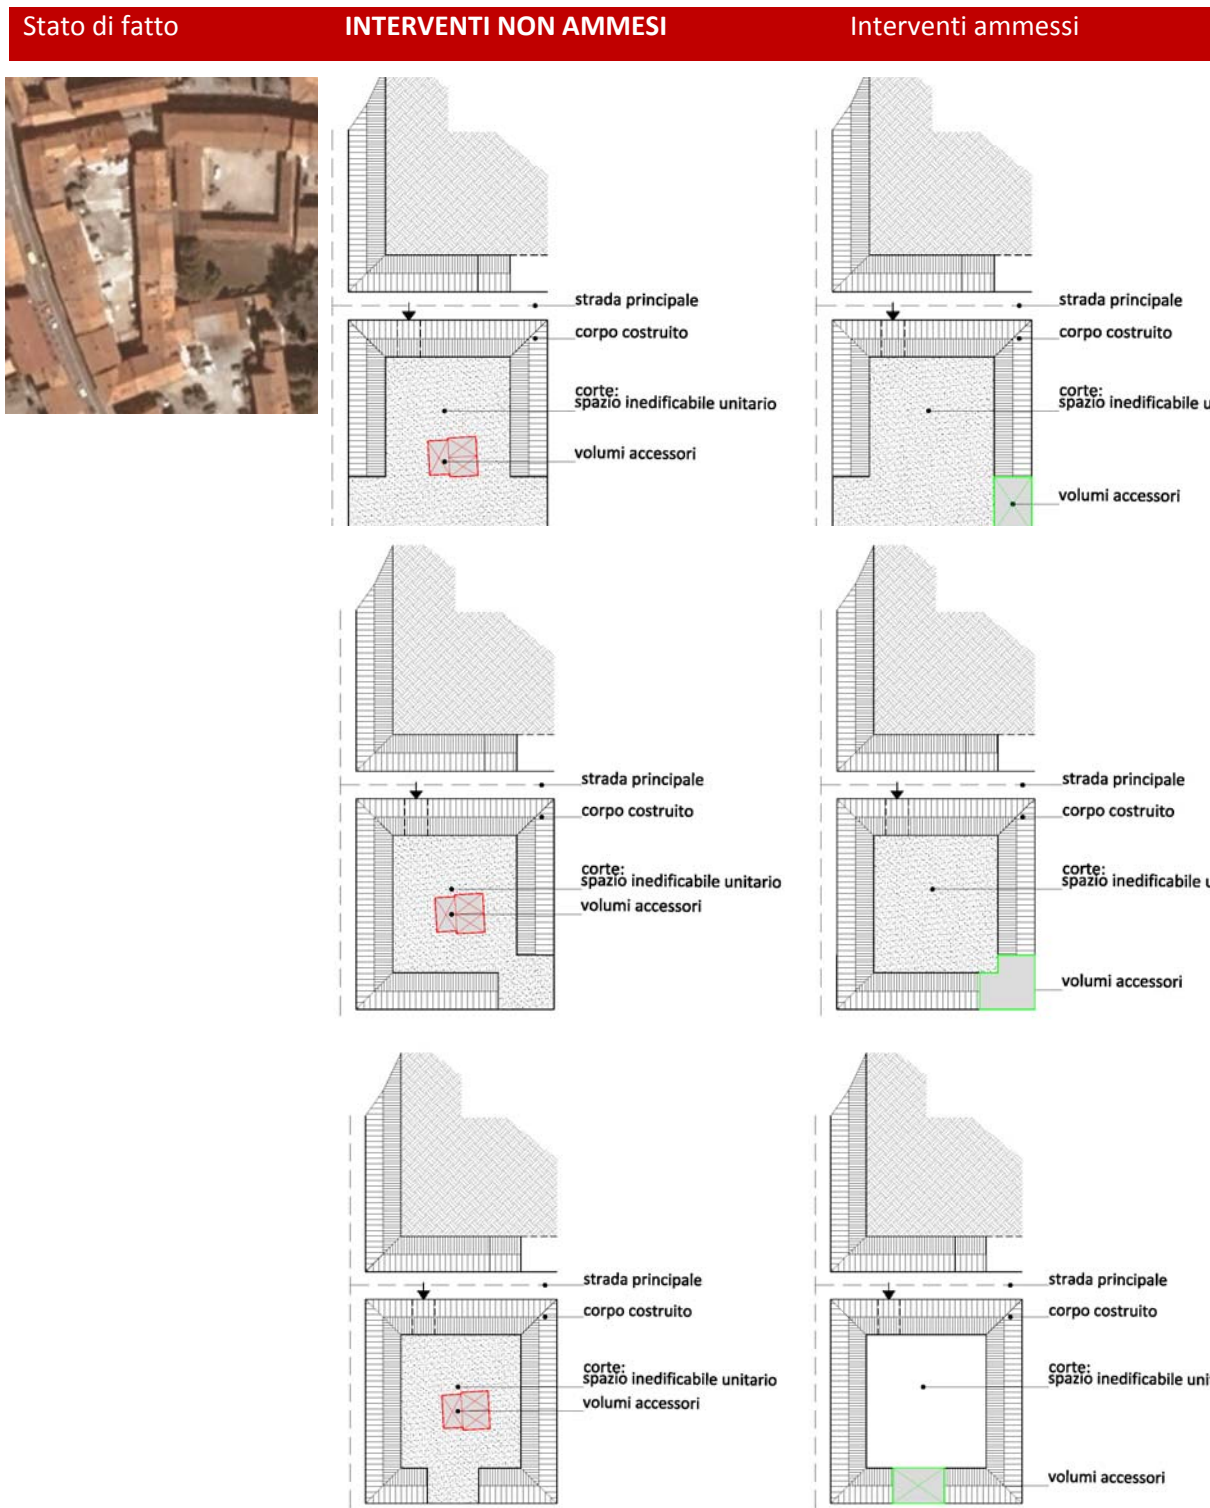 Stato di fatto
INTERVENTI NON AMMESI
Interventi ammessi
strada principale
corpo costruito
corte:
spazio inedificabile unitario
volumi accessori
strada principale
corpo costruito
corte:
spazio inedificabile u
volumi accessori
strada principale
corpo costruito
corte:
spazio inedificabile unitario
volumi accessori
strada principale
corpo costruito
corte:
spazio inedificabile u
volumi accessori
strada principale
corpo costruito
corte:
spazio inedificabile unitario
volumi accessori
strada principale
corpo costruito
corte:
spazio inedificabile uni
volumi accessori